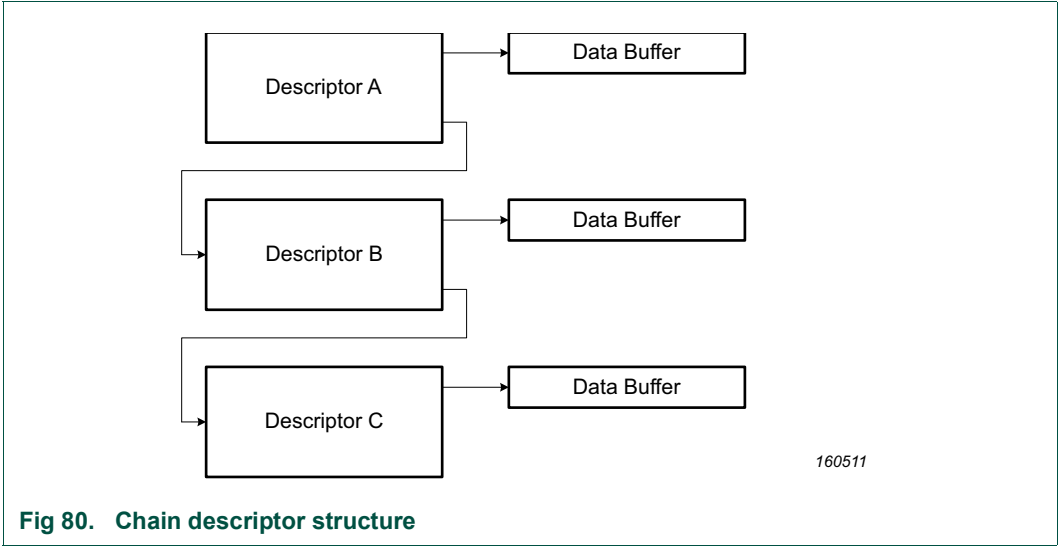 Descriptor A
Data Buffer
Descriptor B
Data Buffer
Descriptor C
Data Buffer
160511
Fig 80. Chain descriptor structure